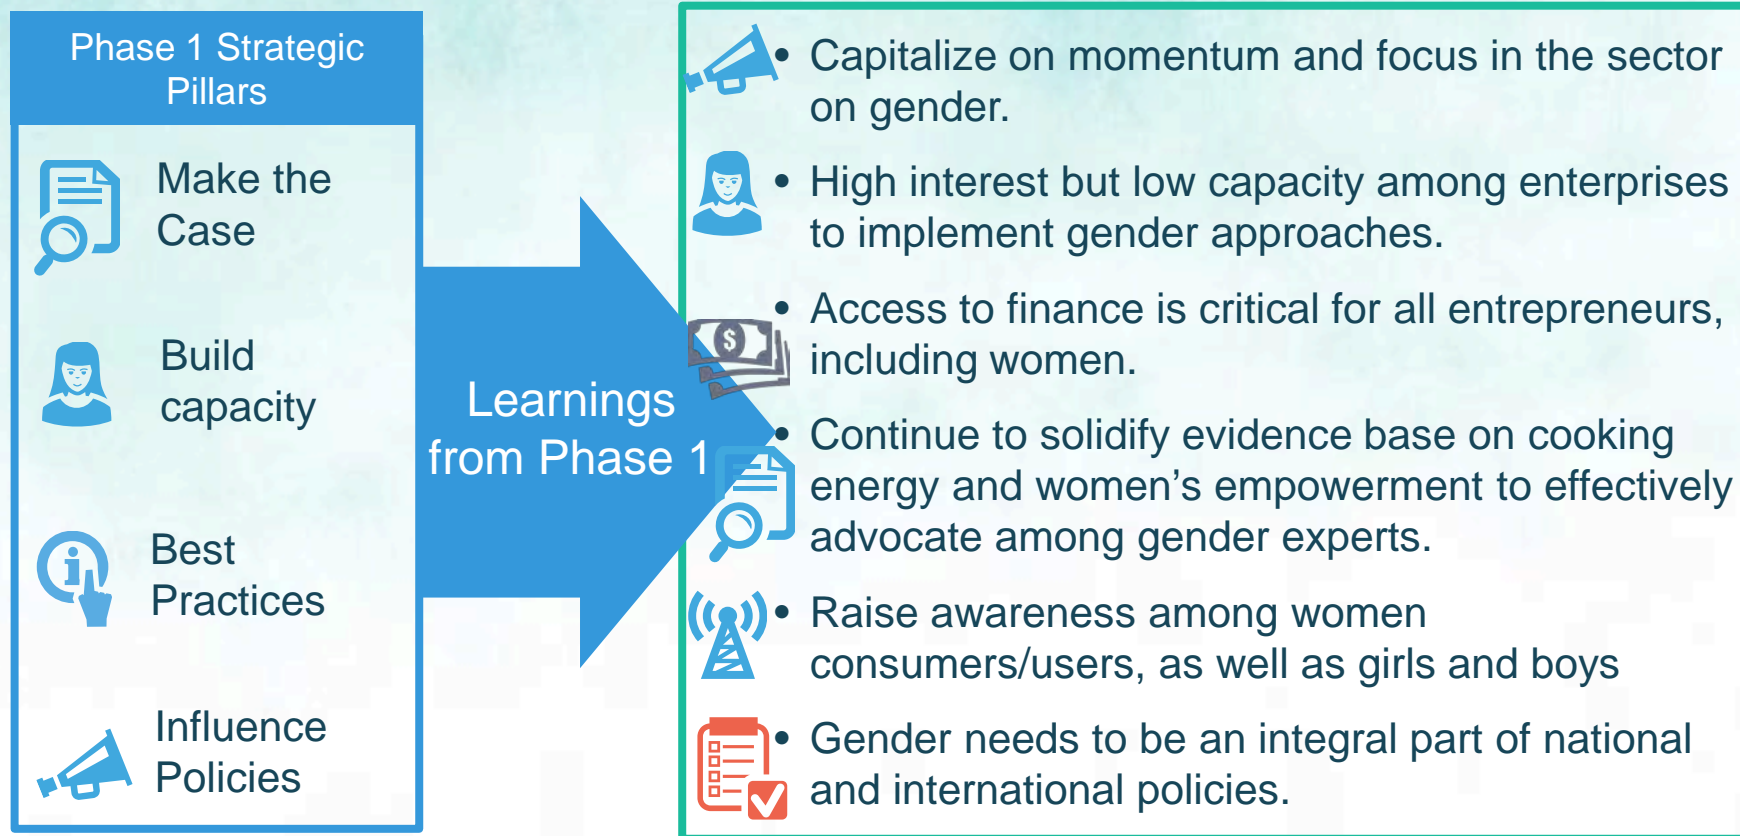 Phase 1 Strategic
Pillars
Make the
Case
Build
capacity
Best
Practices
Influence
Policies
Learnings
from Phase 1
• Capitalize on momentum and focus in the sector
on gender.
• High interest but low capacity among enterprises
to implement gender approaches.
• Access to finance is critical for all entrepreneurs,
including women.
• Continue to solidify evidence base on cooking
energy and women’s empowerment to effectively
advocate among gender experts.
• Raise awareness among women
consumers/users, as well as girls and boys
• Gender needs to be an integral part of national
and international policies.